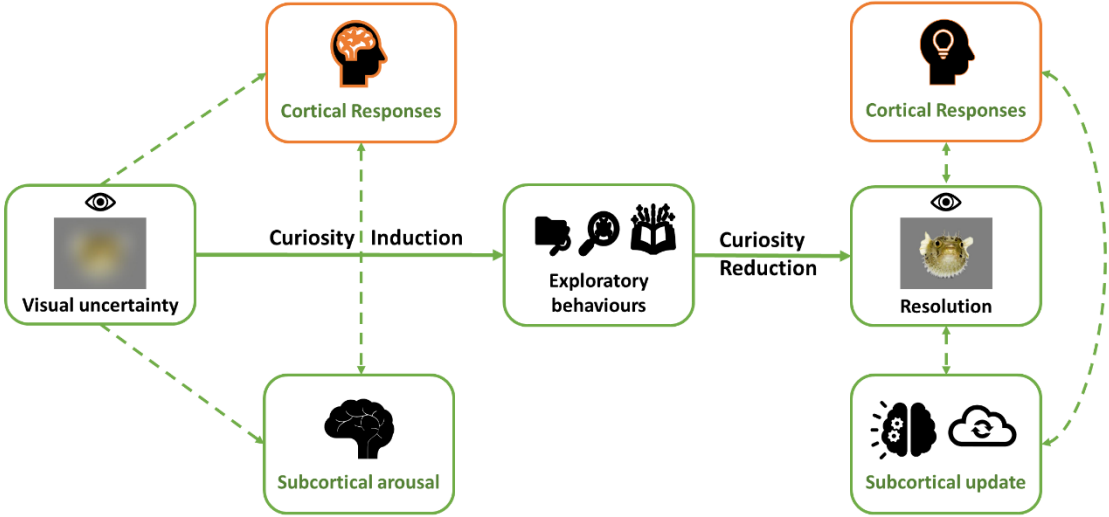 Cortical Responses
Cortical Responses
Visual uncertainty
Curiosity Induction
Exploratory
behaviours
Curiosity
Reduction
Resolution
Subcortical arousal
Subcortical update